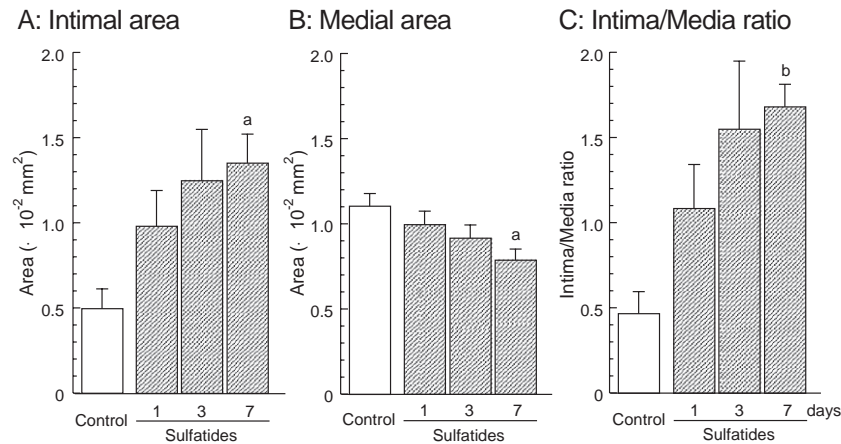 A: Intimal area
B: Medial area
C: Intima/Media ratio
Area (· 10-2 mm2)
2.0
1.5
1.0
0.5
0
a
Control
1 3 7
Sulfatides
Area (· 10-2 mm2)
2.0
1.5
1.0
0.5
0
a
Control
1 3 7
Sulfatides
Intima/Media ratio
2.0
1.5
1.0
0.5
0
b
Control
1 3 7 days
Sulfatides